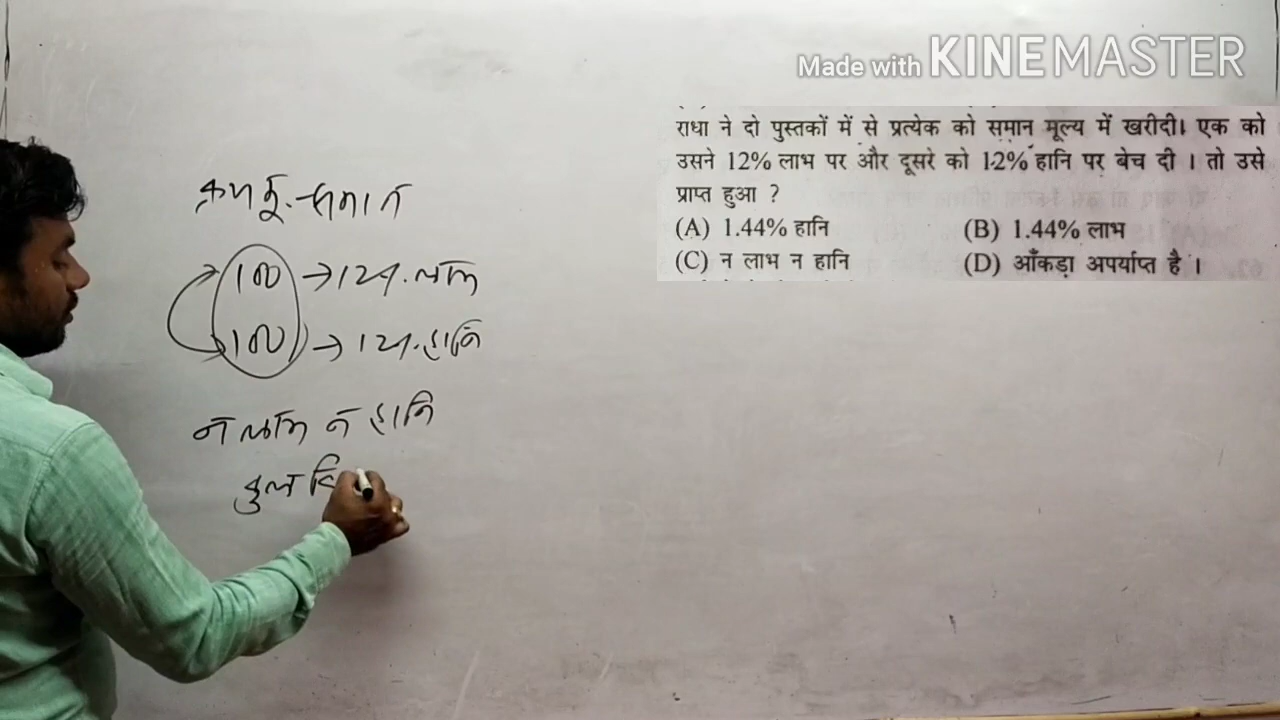 Made with KINEMASTER
राधा ने दो पुस्तकों में से प्रत्येक को समान मूल्य में खरीदी। एक को
उसने 12% लाभ पर और दूसरे को 12% हानि पर बेच दी । तो उसे
प्राप्त हुआ ?
(A) 1.44% हानि (B) 1.44% लाभ
(C) न लाभ न हानि (D) आँकड़ा अपर्याप्त है ।
क्रय मू. - समान
100 → 12%. लाभ
100 → 12%. हानि
न लाभ न हानि
कुल वि